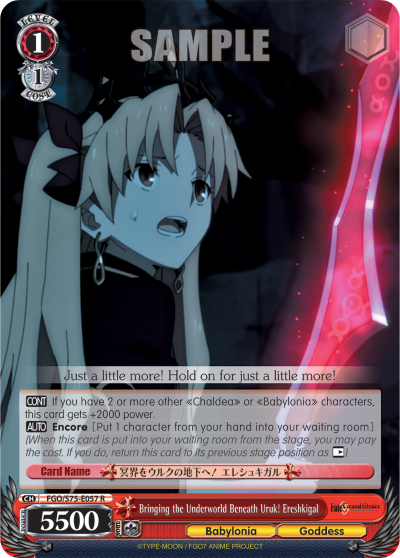 LEVEL
1
1
COST
SAMPLE
Just a little more! Hold on for just a little more!
CONT If you have 2 or more other «Chaldea» or «Babylonia» characters,
this card gets +2000 power.
AUTO Encore [Put 1 character from your hand into your waiting room]
(When this card is put into your waiting room from the stage, you may
pay the cost. If you do, return this card to its previous stage position as
Card Name 冥界をウルクの地下へ! エレシュキガル
CH FGO/S75-E057 R
Bringing the Underworld Beneath Uruk! Ereshkigal
Fate/Grand Order
5500
Babylonia Goddess
©TYPE-MOON / FGO7 ANIME PROJECT